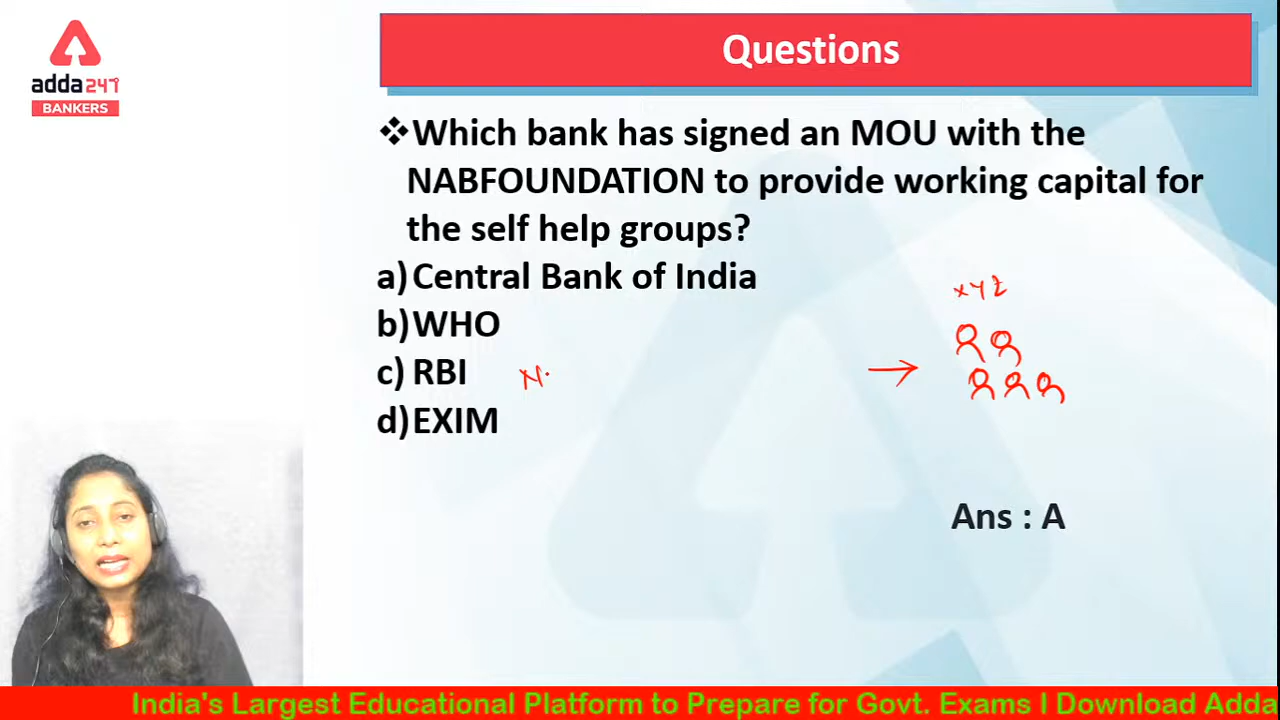 adda247
BANKERS
Questions
❖Which bank has signed an MOU with the
NABFOUNDATION to provide working capital for
the self help groups?
a)Central Bank of India
b)WHO
c) RBI
d)EXIM
xyz
Ans : A
India's Largest Educational Platform to Prepare for Govt. Exams I Download Adda